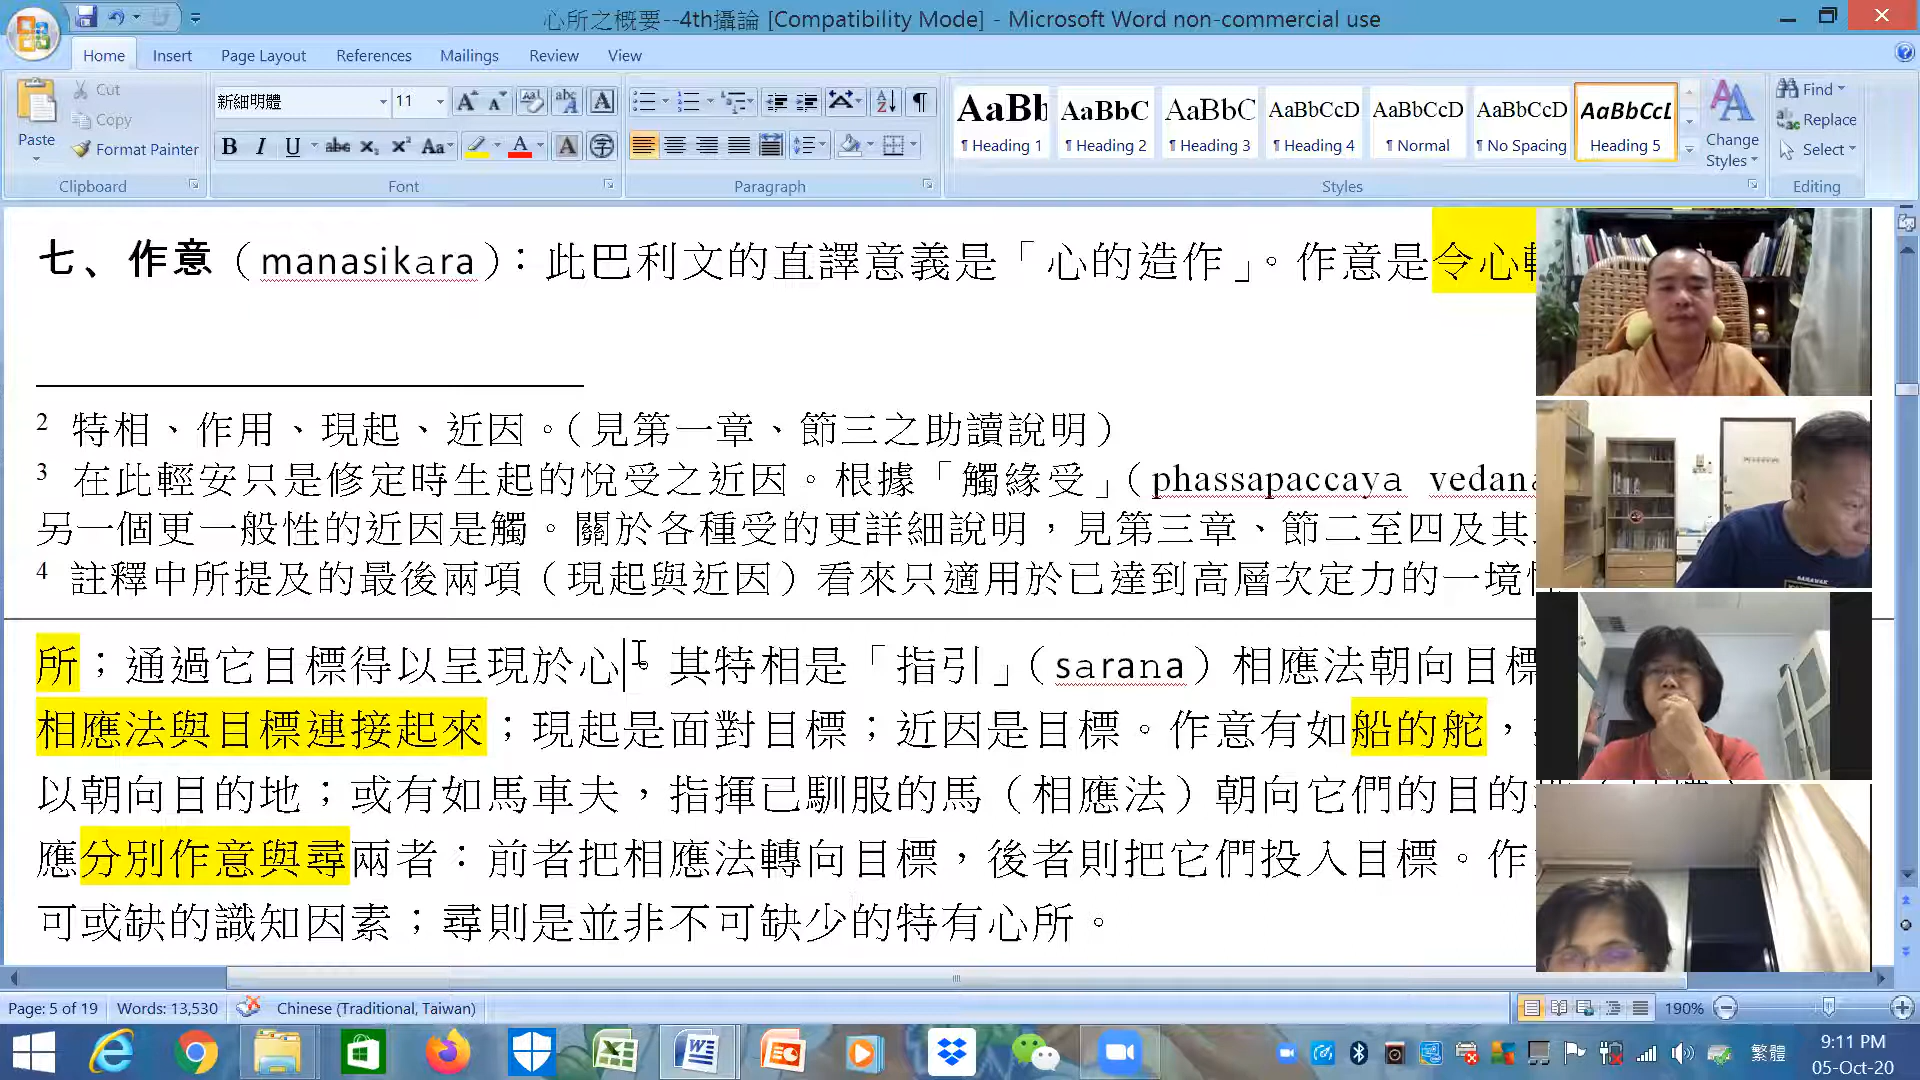 心所之概要--4th攝論 [Compatibility Mode] - Microsoft Word non-commercial use
Home Insert Page Layout References Mailings Review View
Paste
Cut
Copy
Format Painter
Clipboard
新細明體 11
Font
Paragraph
AaBb AaBbC AaBbC AaBbCcD AaBbCcD AaBbCcD AaBbCcL
¶ Heading 1 ¶ Heading 2 ¶ Heading 3 ¶ Heading 4 ¶ Normal ¶ No Spacing Heading 5
Change Styles
Styles
Find
Replace
Select
Editing
七、作意（manasikara）：此巴利文的直譯意義是「心的造作」。作意是令心轉
2 特相、作用、現起、近因。（見第一章、節三之助讀說明）
3 在此輕安只是修定時生起的悅受之近因。根據「觸緣受」（phassapaccaya vedana
另一個更一般性的近因是觸。關於各種受的更詳細說明，見第三章、節二至四及其
4 註釋中所提及的最後兩項（現起與近因）看來只適用於已達到高層次定力的一境
所；通過它目標得以呈現於心。其特相是「指引」（sarana）相應法朝向目標
相應法與目標連接起來；現起是面對目標；近因是目標。作意有如船的舵，
以朝向目的地；或有如馬車夫，指揮已馴服的馬（相應法）朝向它們的目的
應分別作意與尋兩者：前者把相應法轉向目標，後者則把它們投入目標。作
可或缺的識知因素；尋則是並非不可缺少的特有心所。
Page: 5 of 19 Words: 13,530 Chinese (Traditional, Taiwan) 190%
繁體
9:11 PM
05-Oct-20